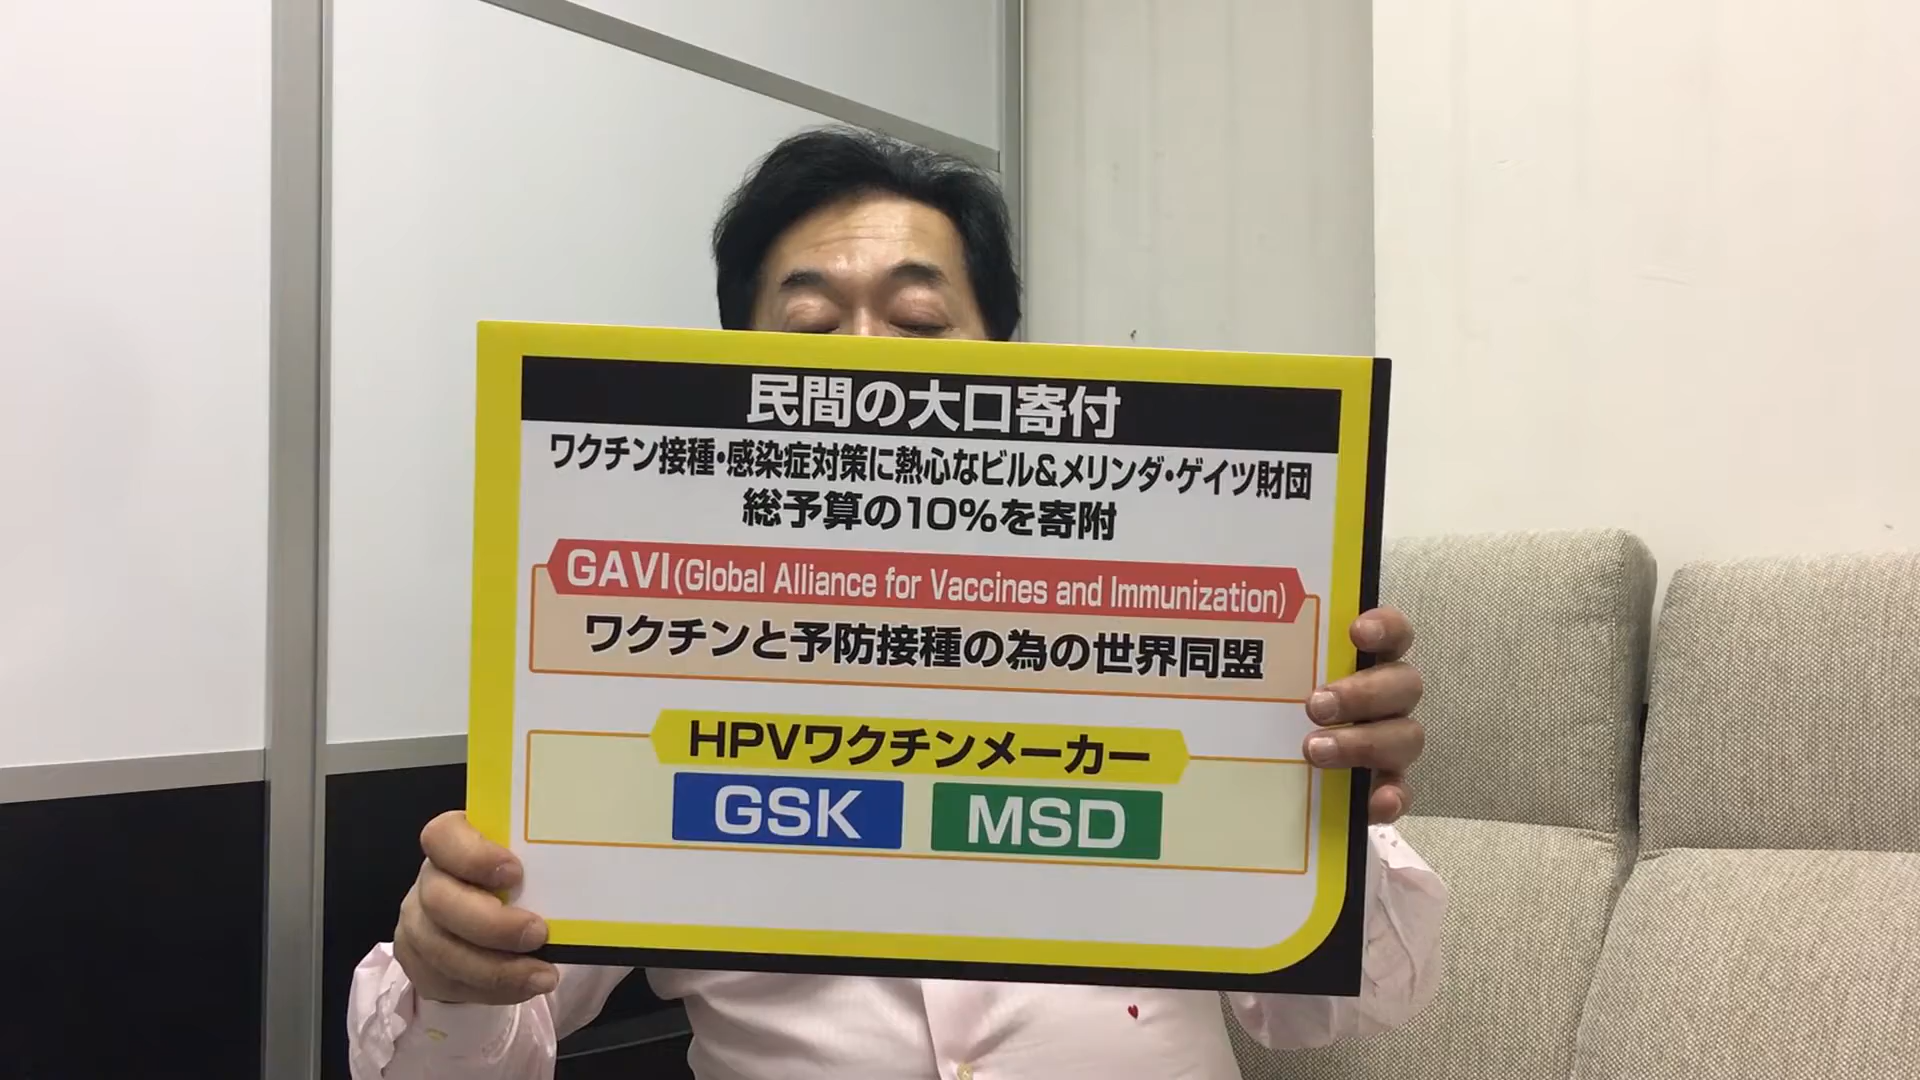 民間の大口寄付
ワクチン接種・感染症対策に熱心なビル&メリンダ・ゲイツ財団
総予算の10%を寄附
GAVI(Global Alliance for Vaccines and Immunization)
ワクチンと予防接種の為の世界同盟
HPVワクチンメーカー
GSK MSD